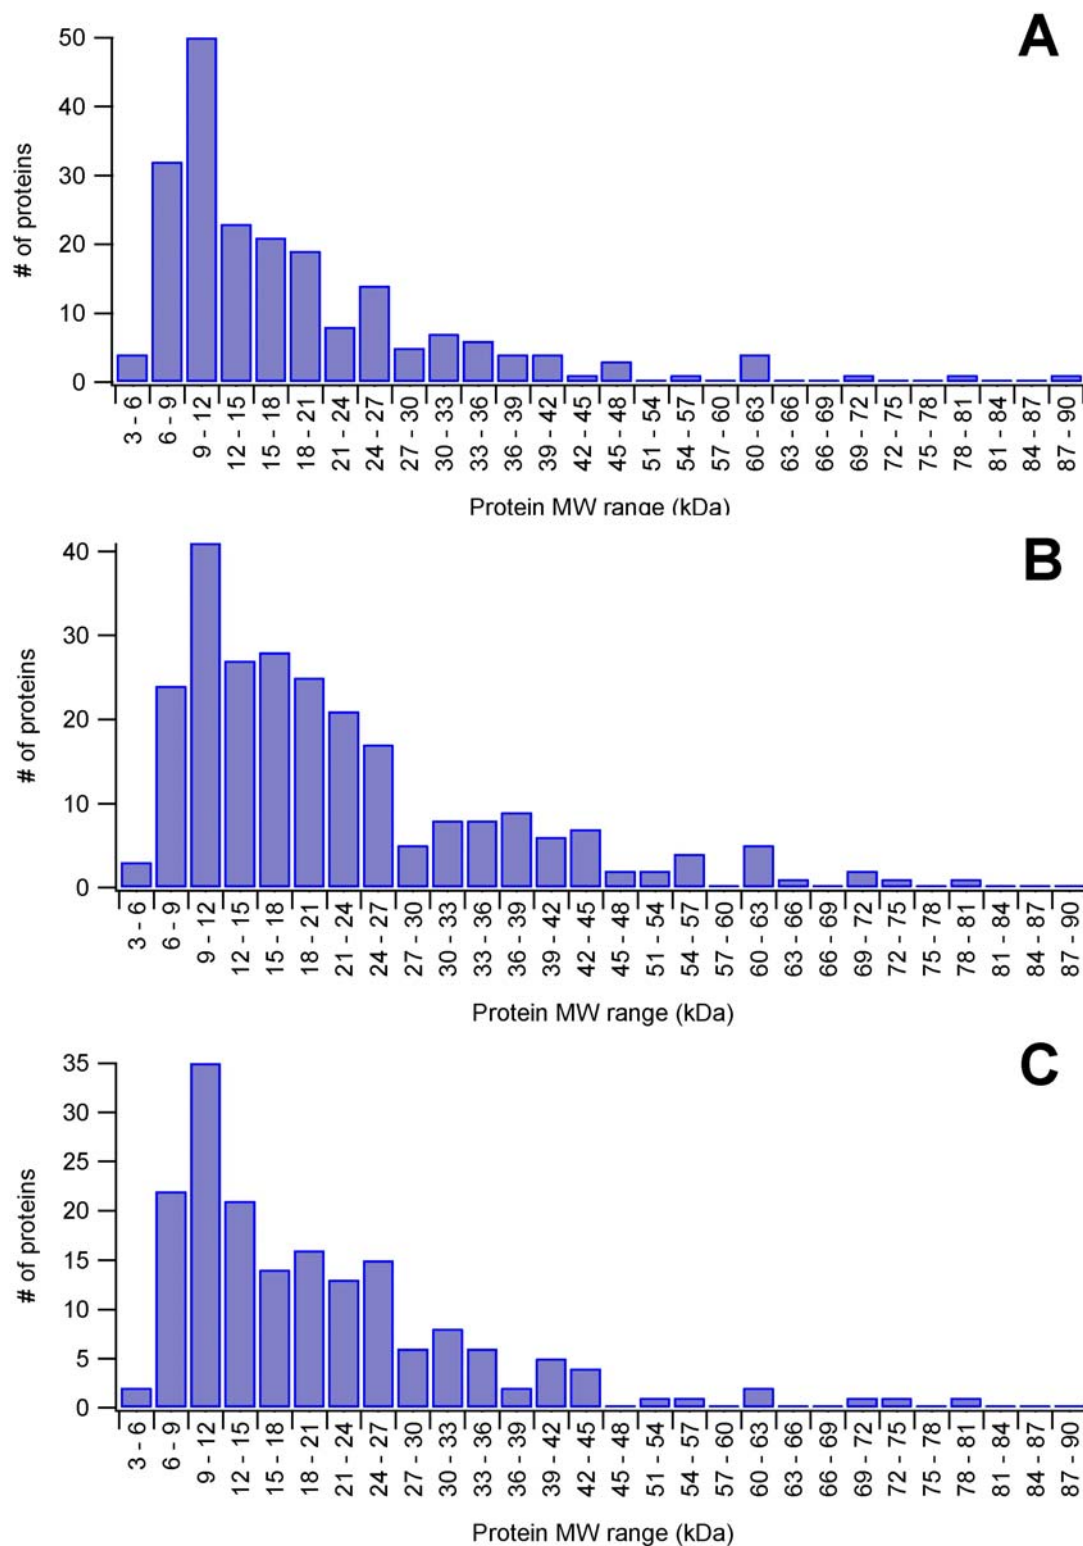 A
50
40
30
20
10
0
# of proteins
3 - 6
6 - 9
9 - 12
12 - 15
15 - 18
18 - 21
21 - 24
24 - 27
27 - 30
30 - 33
33 - 36
36 - 39
39 - 42
42 - 45
45 - 48
51 - 54
54 - 57
57 - 60
60 - 63
63 - 66
66 - 69
69 - 72
72 - 75
75 - 78
78 - 81
81 - 84
84 - 87
87 - 90
Protein MW range (kDa)
B
40
30
20
10
0
# of proteins
3 - 6
6 - 9
9 - 12
12 - 15
15 - 18
18 - 21
21 - 24
24 - 27
27 - 30
30 - 33
33 - 36
36 - 39
39 - 42
42 - 45
45 - 48
51 - 54
54 - 57
57 - 60
60 - 63
63 - 66
66 - 69
69 - 72
72 - 75
75 - 78
78 - 81
81 - 84
84 - 87
87 - 90
Protein MW range (kDa)
C
35
30
25
20
15
10
5
0
# of proteins
3 - 6
6 - 9
9 - 12
12 - 15
15 - 18
18 - 21
21 - 24
24 - 27
27 - 30
30 - 33
33 - 36
36 - 39
39 - 42
42 - 45
45 - 48
51 - 54
54 - 57
57 - 60
60 - 63
63 - 66
66 - 69
69 - 72
72 - 75
75 - 78
78 - 81
81 - 84
84 - 87
87 - 90
Protein MW range (kDa)